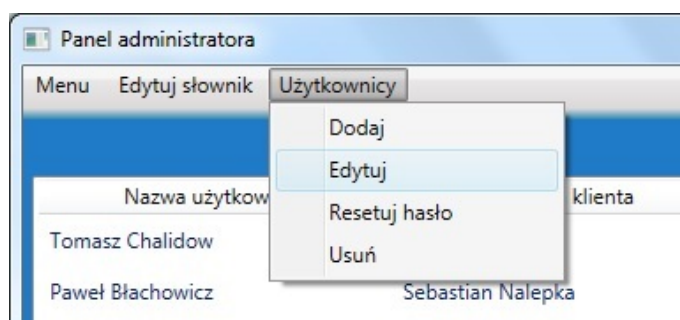 Panel administratora
Menu Edytuj słownik Użytkownicy
Dodaj
Edytuj
Nazwa użytkow klienta
Resetuj hasło
Tomasz Chalidow
Usuń
Paweł Błachowicz Sebastian Nalepka